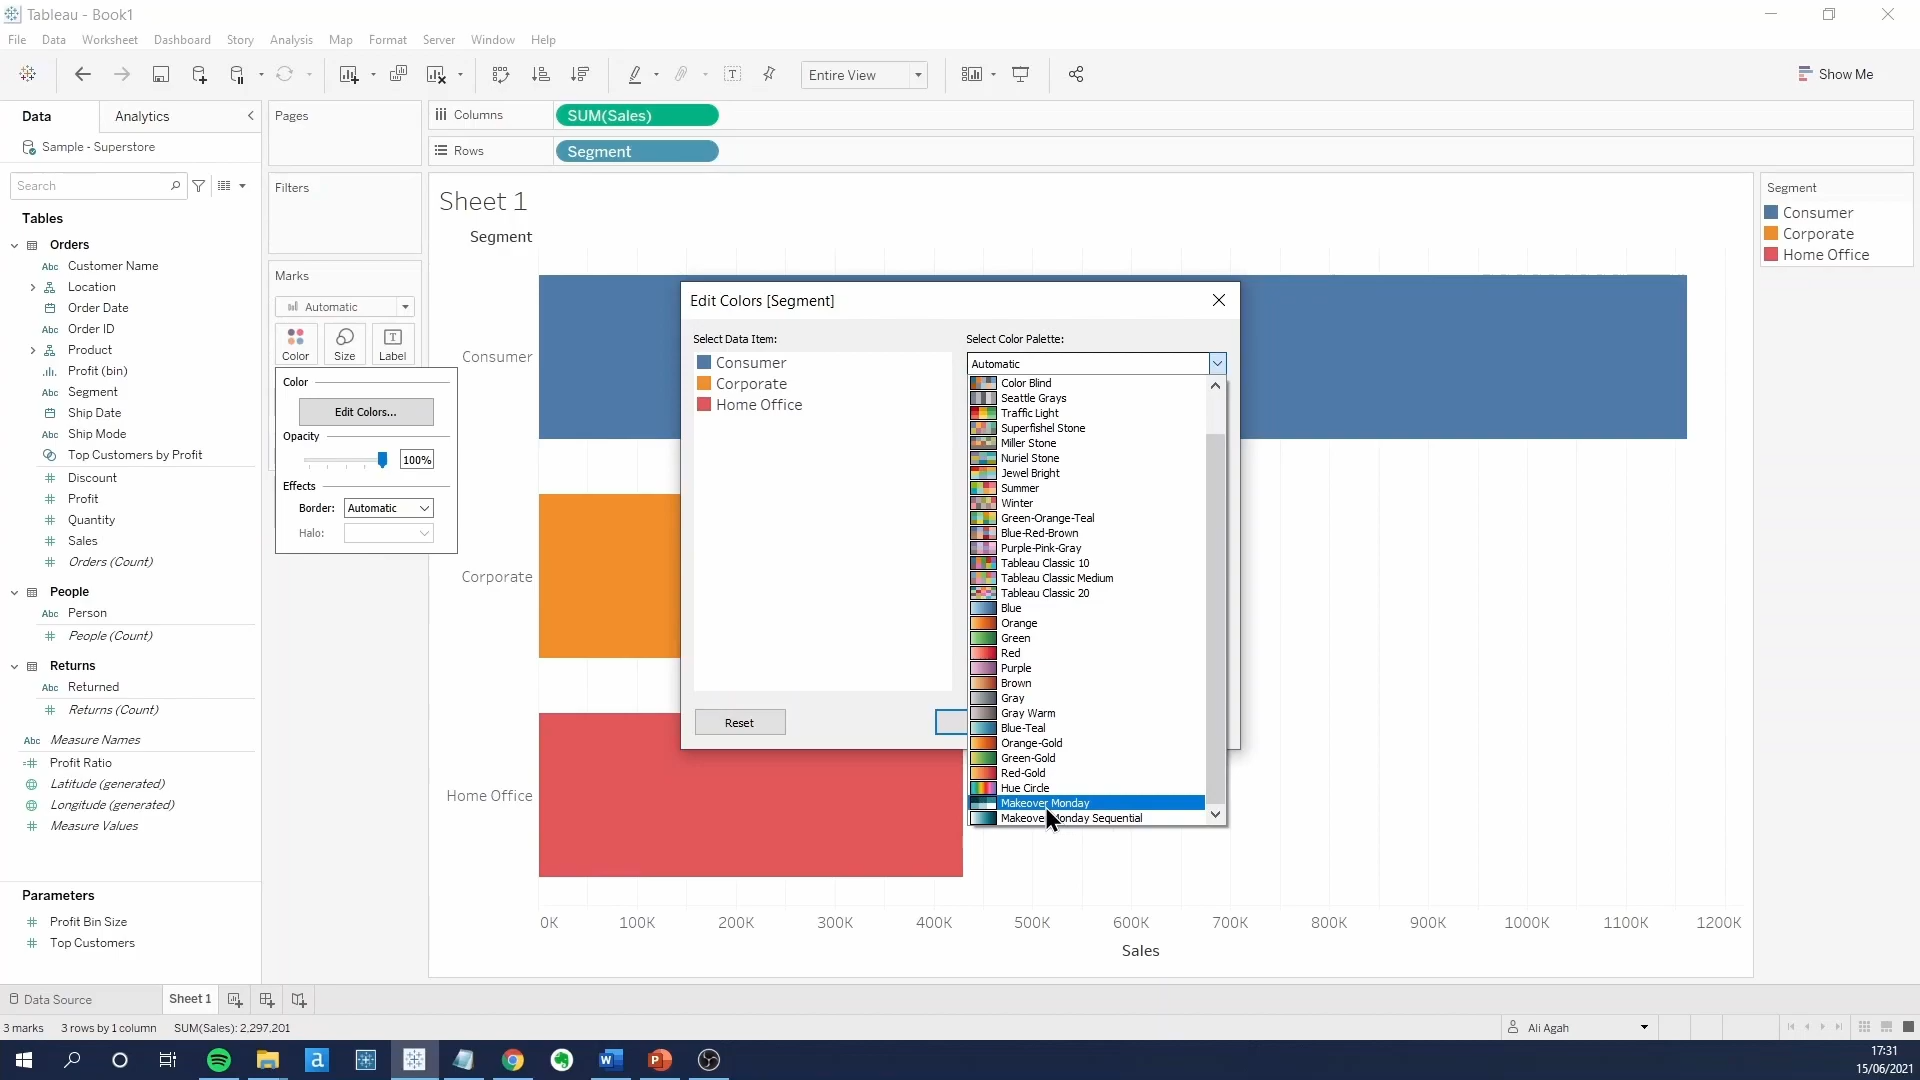 Tableau - Book1
File Data Worksheet Dashboard Story Analysis Map Format Server Window Help
Entire View
Show Me
Data Analytics
Sample - Superstore
Search
Tables
Orders
Abc Customer Name
Location
Order Date
Abc Order ID
Product
Profit (bin)
Abc Segment
Ship Date
Abc Ship Mode
Top Customers by Profit
Discount
Profit
Quantity
Sales
Orders (Count)
People
Abc Person
People (Count)
Returns
Abc Returned
Returns (Count)
Abc Measure Names
Profit Ratio
Latitude (generated)
Longitude (generated)
Measure Values
Parameters
Profit Bin Size
Top Customers
Pages
Filters
Marks
Automatic
Color Size Label
Color
Edit Colors...
Opacity
100%
Effects
Border: Automatic
Halo:
Columns SUM(Sales)
Rows Segment
Sheet 1
Segment
Consumer
Corporate
Home Office
0K 100K 200K 300K 400K 500K 600K 700K 800K 900K 1000K 1100K 1200K
Sales
Edit Colors [Segment]
Select Data Item:
Consumer
Corporate
Home Office
Reset
Select Color Palette:
Automatic
Color Blind
Seattle Grays
Traffic Light
Superfishel Stone
Miller Stone
Nuriel Stone
Jewel Bright
Summer
Winter
Green-Orange-Teal
Blue-Red-Brown
Purple-Pink-Gray
Tableau Classic 10
Tableau Classic Medium
Tableau Classic 20
Blue
Orange
Green
Red
Purple
Brown
Gray
Gray Warm
Blue-Teal
Orange-Gold
Green-Gold
Red-Gold
Hue Circle
Makeover Monday
Makeover Monday Sequential
Segment
Consumer
Corporate
Home Office
Data Source Sheet 1
3 marks 3 rows by 1 column SUM(Sales): 2,297,201
Ali Agah
17:31
15/06/2021